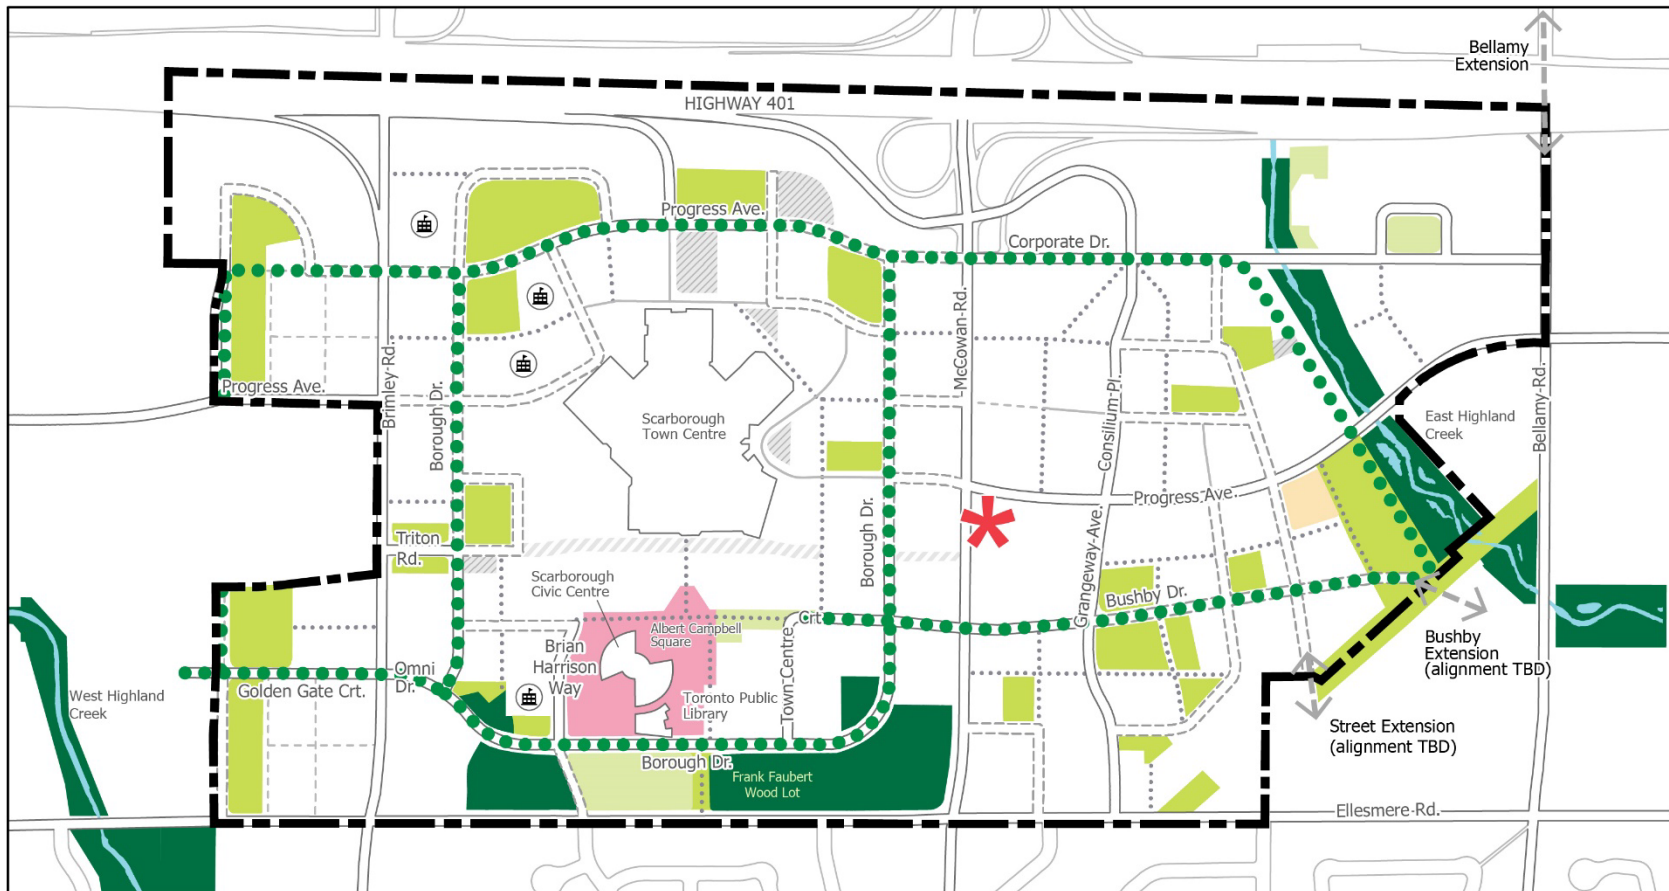 Bellamy
Extension
HIGHWAY 401
Progress Ave.
Corporate Dr.
Brimley Rd.
McCowan Rd.
Progress Ave.
Borough Dr.
Scarborough
Town Centre
Consilium Pl.
East Highland
Creek
Bellamy Rd.
Progress Ave.
Borough Dr.
Triton
Rd.
Grangeway Ave.
Scarborough
Civic Centre
Bushby Dr.
Albert Campbell
Square
Town Centre Crt.
Brian
Harrison
Way
Bushby
Extension
(alignment TBD)
Omni
Dr.
Golden Gate Crt.
West Highland
Creek
Toronto Public
Library
Street Extension
(alignment TBD)
Borough Dr.
Frank Faubert
Wood Lot
Ellesmere Rd.